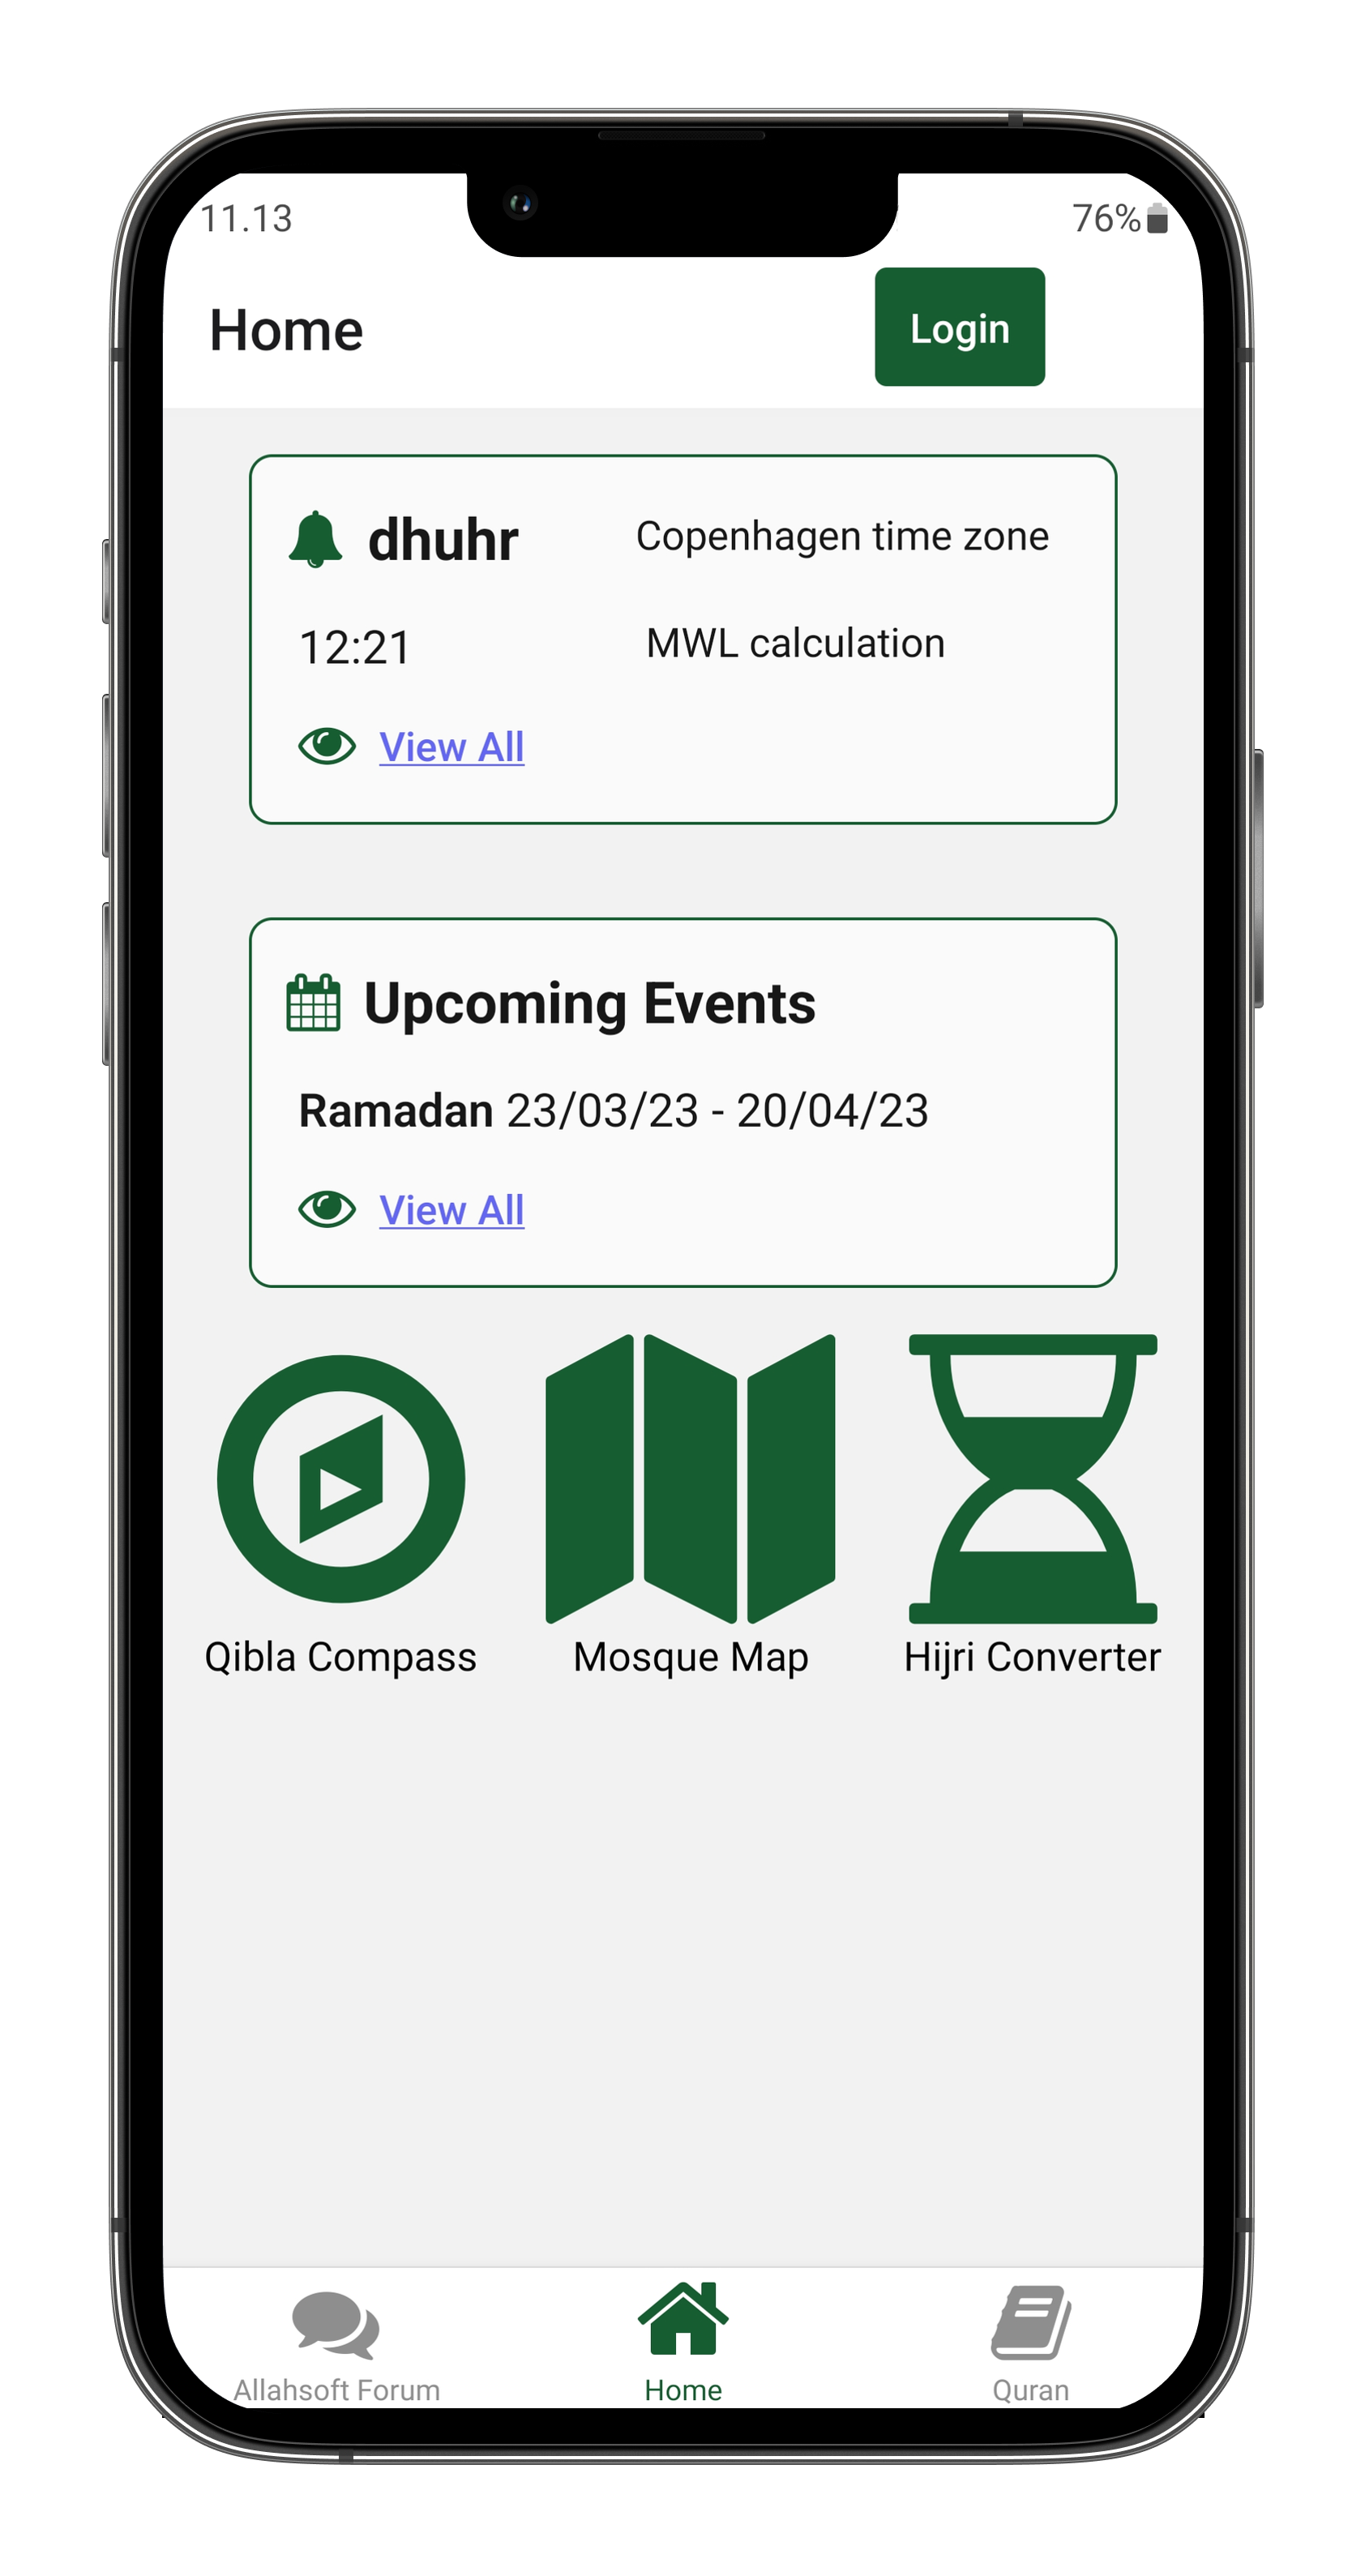 11.13
76%
Home
Login
dhuhr
Copenhagen time zone
12:21
MWL calculation
View All
Upcoming Events
Ramadan 23/03/23 - 20/04/23
View All
Qibla Compass
Mosque Map
Hijri Converter
Allahsoft Forum
Home
Quran